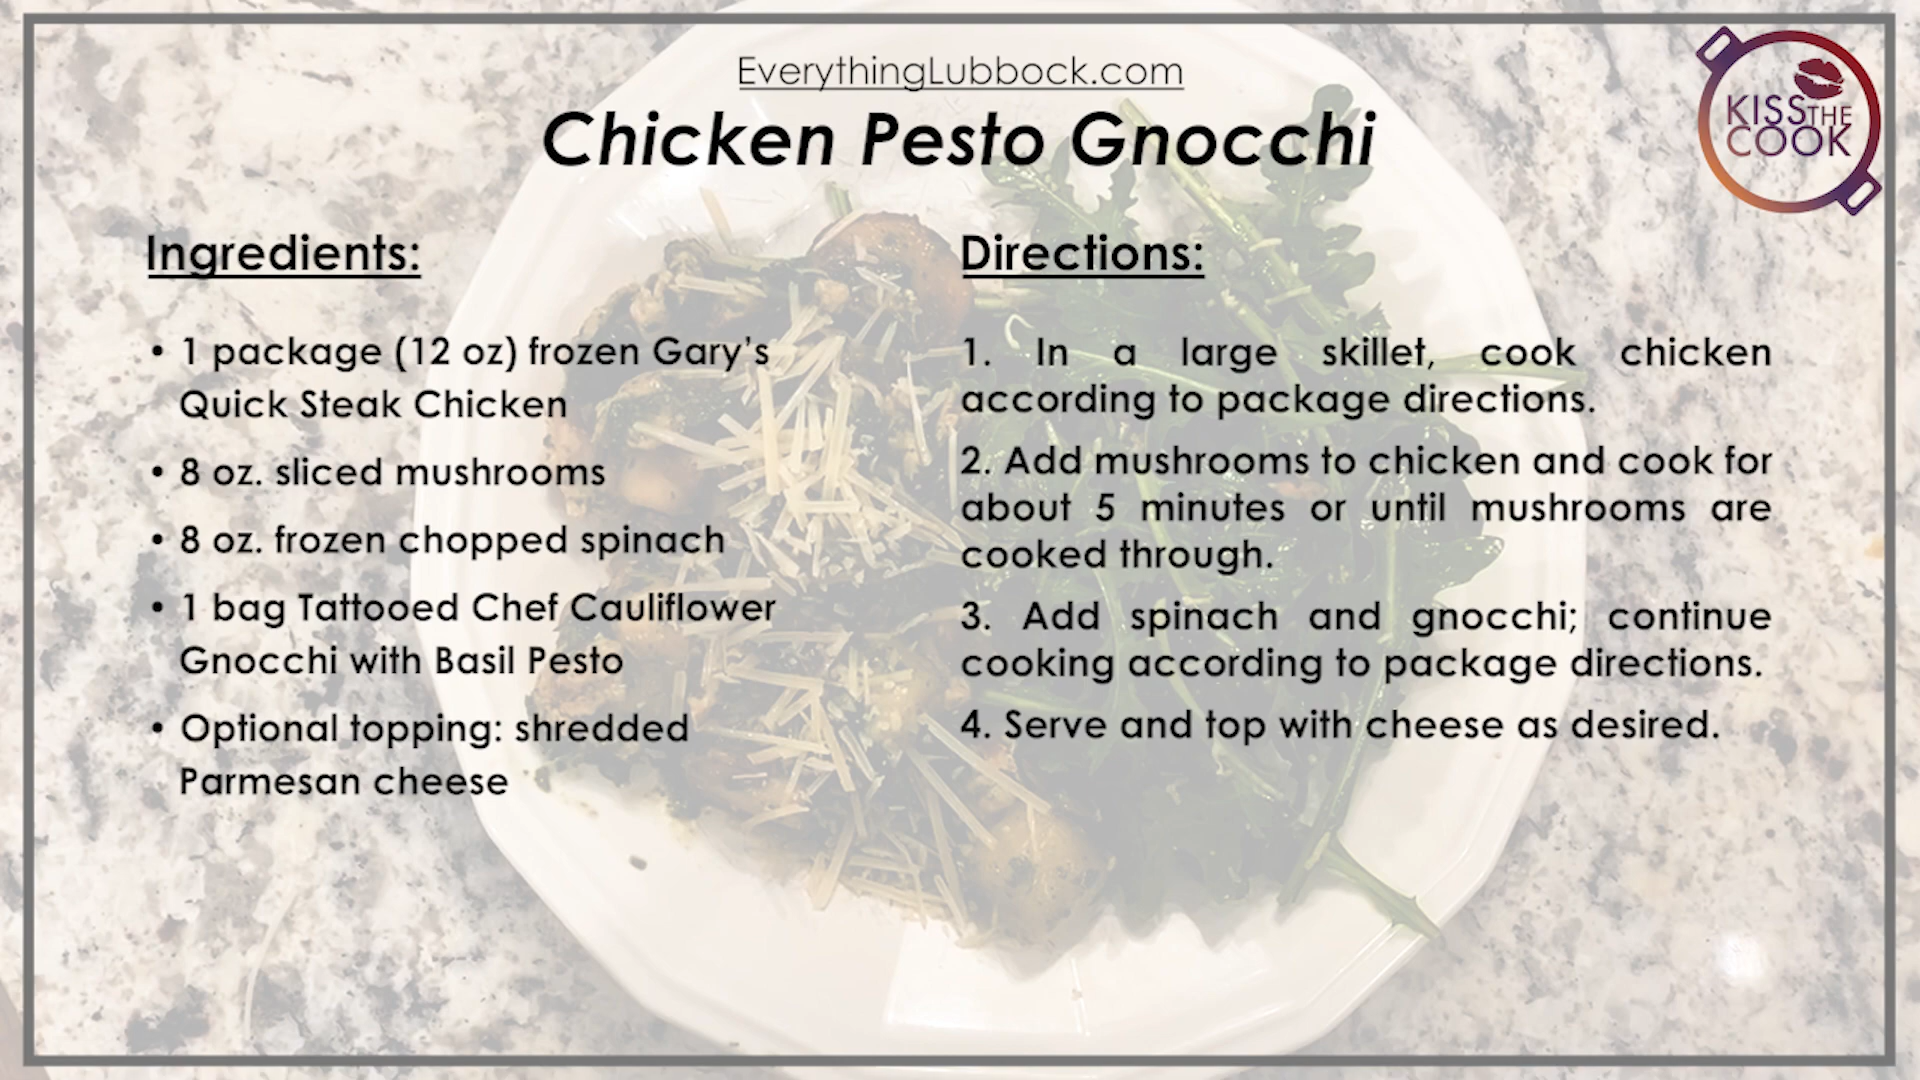 EverythingLubbock.com
Chicken Pesto Gnocchi
KISS THE
COOK
Ingredients:
• 1 package (12 oz) frozen Gary's
Quick Steak Chicken
• 8 oz. sliced mushrooms
• 8 oz. frozen chopped spinach
• 1 bag Tattooed Chef Cauliflower
Gnocchi with Basil Pesto
• Optional topping: shredded
Parmesan cheese
Directions:
1. In a large skillet, cook chicken
according to package directions.
2. Add mushrooms to chicken and cook for
about 5 minutes or until mushrooms are
cooked through.
3. Add spinach and gnocchi; continue
cooking according to package directions.
4. Serve and top with cheese as desired.